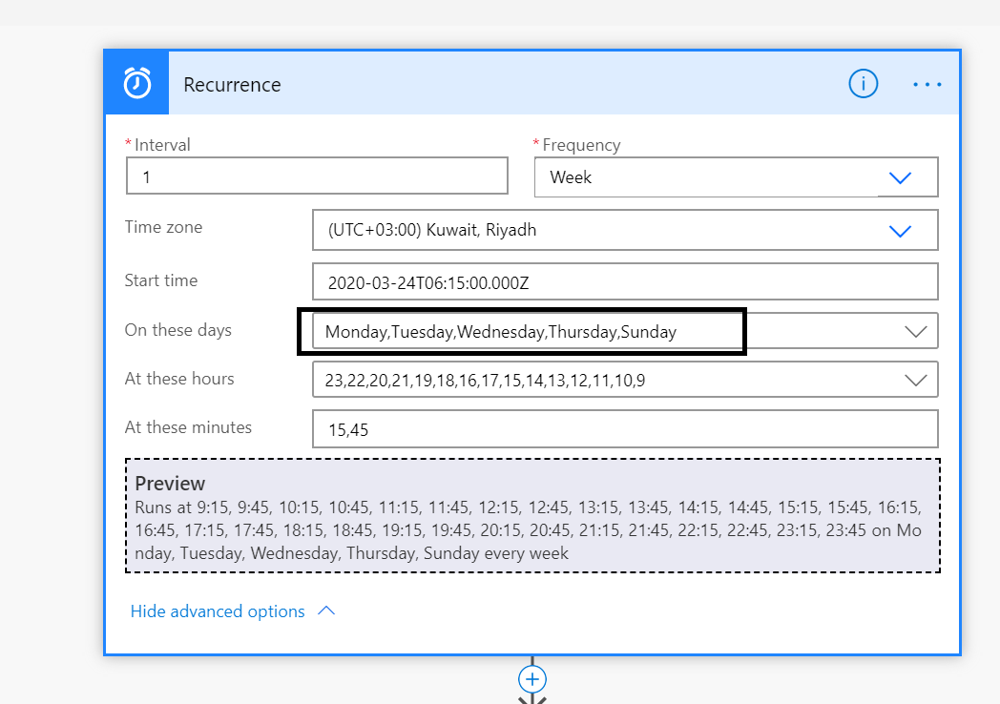 Recurrence
* Interval
* Frequency
1
Week
Time zone
(UTC+03:00) Kuwait, Riyadh
Start time
2020-03-24T06:15:00.000Z
On these days
Monday,Tuesday,Wednesday,Thursday,Sunday
At these hours
23,22,20,21,19,18,16,17,15,14,13,12,11,10,9
At these minutes
15,45
Preview
Runs at 9:15, 9:45, 10:15, 10:45, 11:15, 11:45, 12:15, 12:45, 13:15, 13:45, 14:15, 14:45, 15:15, 15:45, 16:15,
16:45, 17:15, 17:45, 18:15, 18:45, 19:15, 19:45, 20:15, 20:45, 21:15, 21:45, 22:15, 22:45, 23:15, 23:45 on Mo
nday, Tuesday, Wednesday, Thursday, Sunday every week
Hide advanced options